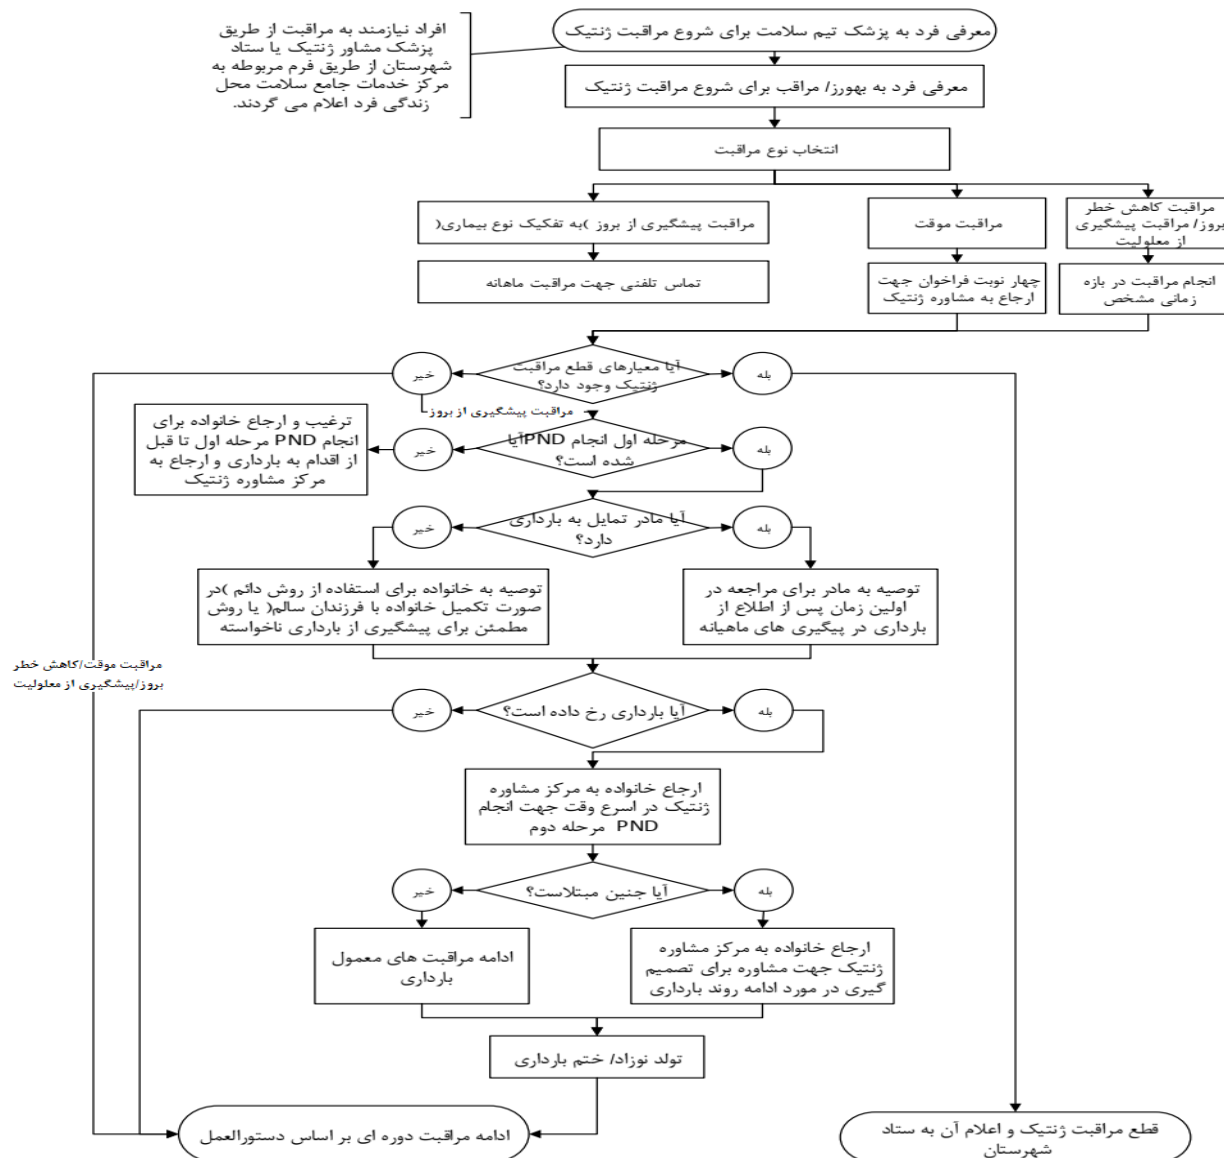 معرفی فرد به پزشک تیم سلامت برای شروع مراقبت ژنتیک
افراد نیازمند به مراقبت از طریق
پزشک مشاور ژنتیک یا ستاد
شهرستان از طریق فرم مربوطه به
مرکز خدمات جامع سلامت محل
زندگی فرد اعلام می گردند.
معرفی فرد به بهورز/ مراقب برای شروع مراقبت ژنتیک
انتخاب نوع مراقبت
مراقبت کاهش خطر
بروز/ مراقبت پیشگیری
از معلولیت
مراقبت موقت
مراقبت پیشگیری از بروز )به تفکیک نوع بیماری(
انجام مراقبت در بازه
زمانی مشخص
چهار نوبت فراخوان جهت
ارجاع به مشاوره ژنتیک
تماس تلفنی جهت مراقبت ماهانه
بله
آیا معیارهای قطع مراقبت
ژنتیک وجود دارد؟
خیر
مراقبت پیشگیری از بروز
بله
مرحله اول انجام PNDآیا
شده است؟
خیر
ترغیب و ارجاع خانواده برای
انجام PND مرحله اول تا قبل
از اقدام به بارداری و ارجاع به
مرکز مشاوره ژنتیک
بله
آیا مادر تمایل به بارداری
دارد؟
خیر
توصیه به مادر برای مراجعه در
اولین زمان پس از اطلاع از
بارداری در پیگیری های ماهیانه
توصیه به خانواده برای استفاده از روش دائم )در
صورت تکمیل خانواده با فرزندان سالم( یا روش
مطمئن برای پیشگیری از بارداری ناخواسته
مراقبت موقت/کاهش خطر
بروز/پیشگیری از معلولیت
بله
آیا بارداری رخ داده است؟
خیر
ارجاع خانواده به مرکز مشاوره
ژنتیک در اسرع وقت جهت انجام
PND مرحله دوم
بله
آیا جنین مبتلاست؟
خیر
ارجاع خانواده به مرکز مشاوره
ژنتیک جهت مشاوره برای تصمیم
گیری در مورد ادامه روند بارداری
ادامه مراقبت های معمول
بارداری
تولد نوزاد/ ختم بارداری
قطع مراقبت ژنتیک و اعلام آن به ستاد
شهرستان
ادامه مراقبت دوره ای بر اساس دستورالعمل